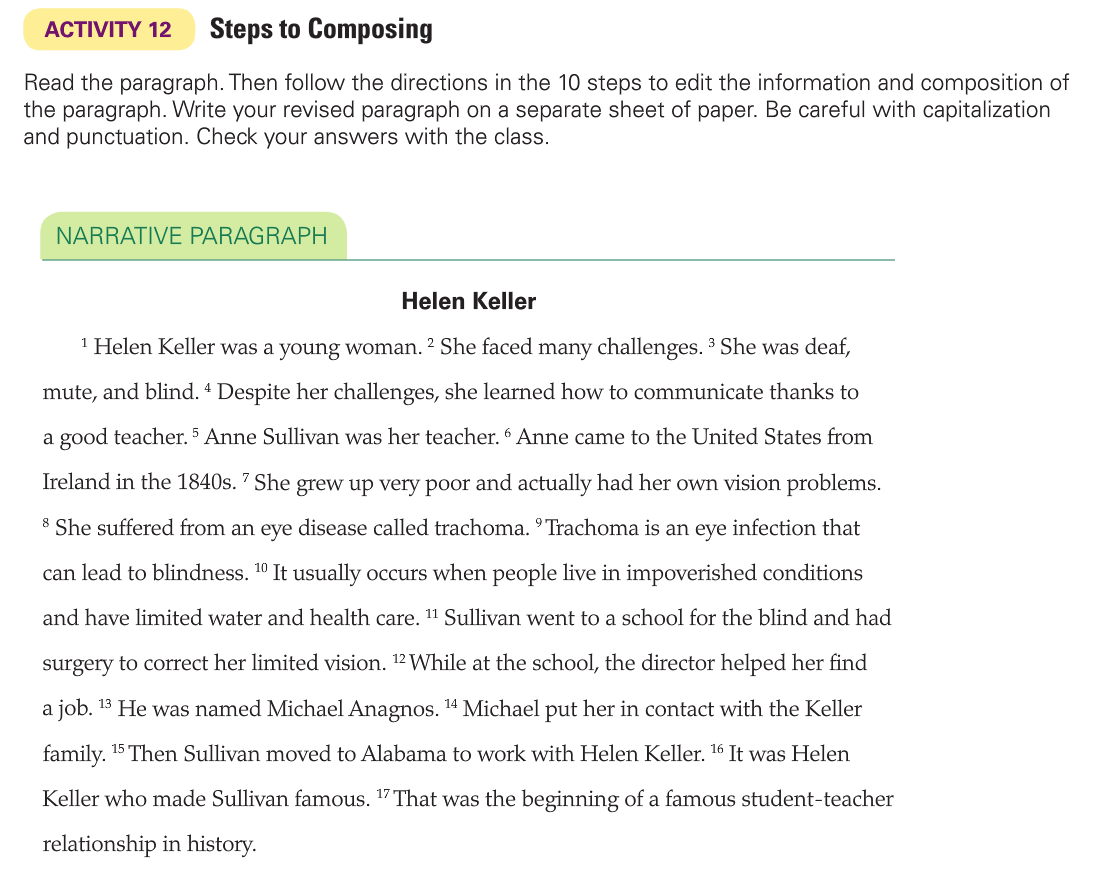 ACTIVITY 12 Steps to Composing
Read the paragraph. Then follow the directions in the 10 steps to edit the information and composition of
the paragraph. Write your revised paragraph on a separate sheet of paper. Be careful with capitalization
and punctuation. Check your answers with the class.
NARRATIVE PARAGRAPH
Helen Keller
1 Helen Keller was a young woman. 2 She faced many challenges. 3 She was deaf,
mute, and blind. 4 Despite her challenges, she learned how to communicate thanks to
a good teacher. 5 Anne Sullivan was her teacher. 6 Anne came to the United States from
Ireland in the 1840s. 7 She grew up very poor and actually had her own vision problems.
8 She suffered from an eye disease called trachoma. 9 Trachoma is an eye infection that
can lead to blindness. 10 It usually occurs when people live in impoverished conditions
and have limited water and health care. 11 Sullivan went to a school for the blind and had
surgery to correct her limited vision. 12 While at the school, the director helped her find
a job. 13 He was named Michael Anagnos. 14 Michael put her in contact with the Keller
family. 15 Then Sullivan moved to Alabama to work with Helen Keller. 16 It was Helen
Keller who made Sullivan famous. 17 That was the beginning of a famous student-teacher
relationship in history.